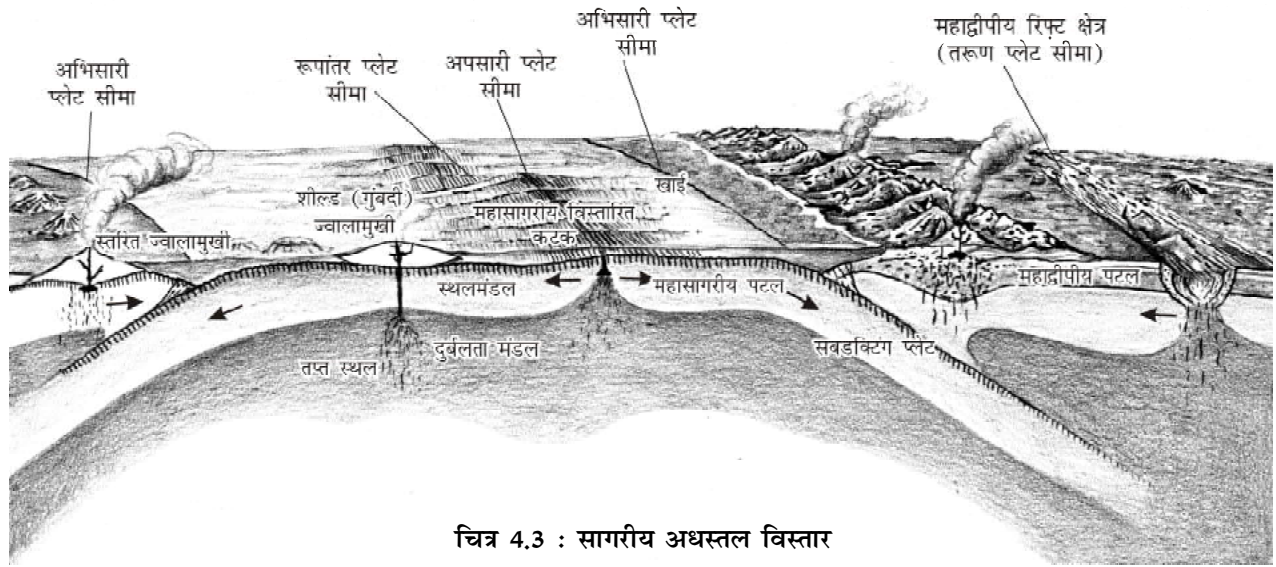 अभिसारी
प्लेट सीमा
रूपांतर प्लेट
सीमा
अपसारी प्लेट
सीमा
अभिसारी प्लेट
सीमा
महाद्वीपीय रिफ़्ट क्षेत्र
(तरूण प्लेट सीमा)
शील्ड (गुंबदी)
ज्वालामुखी
खाई
महासागरीय विस्तारित
कटक
स्तरित ज्वालामुखी
स्थलमंडल
महासागरीय पटल
महाद्वीपीय पटल
दुर्बलता मंडल
तप्त स्थल
सबडक्टिंग प्लेट
चित्र 4.3 : सागरीय अधस्तल विस्तार